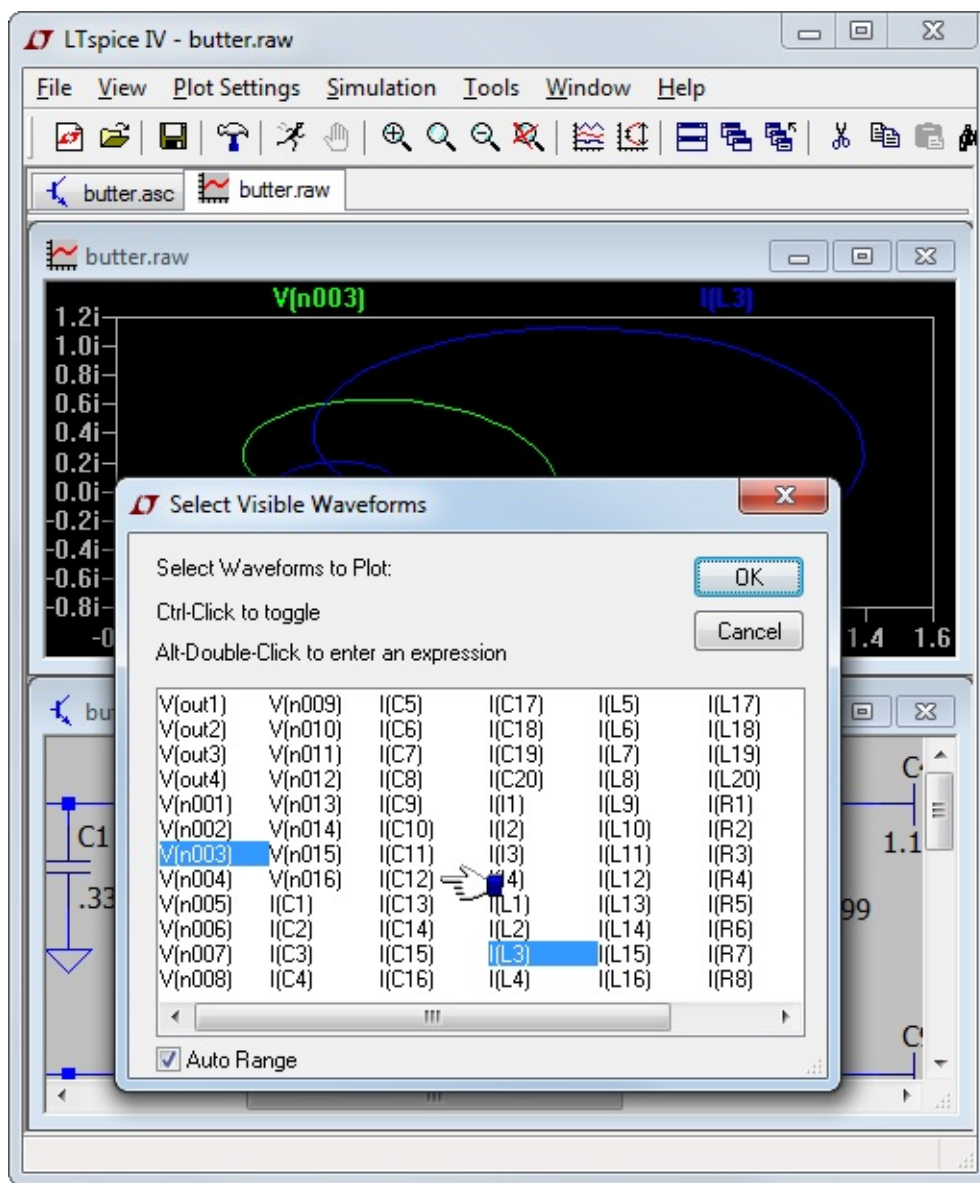 LTspice IV - butter.raw
File View Plot Settings Simulation Tools Window Help
butter.asc butter.raw
butter.raw
V(n003) I(L3)
1.2i
1.0i
0.8i
0.6i
0.4i
0.2i
0.0i
-0.2i
-0.4i
-0.6i
-0.8i
1.4 1.6
Select Visible Waveforms
Select Waveforms to Plot:
OK
Ctrl-Click to toggle
Cancel
Alt-Double-Click to enter an expression
V(out1) V(n009) I(C5) I(C17) I(L5) I(L17)
V(out2) V(n010) I(C6) I(C18) I(L6) I(L18)
V(out3) V(n011) I(C7) I(C19) I(L7) I(L19)
V(out4) V(n012) I(C8) I(C20) I(L8) I(L20)
V(n001) V(n013) I(C9) I(I1) I(L9) I(R1)
V(n002) V(n014) I(C10) I(I2) I(L10) I(R2)
V(n003) V(n015) I(C11) I(I3) I(L11) I(R3)
V(n004) V(n016) I(C12) I(L12) I(R4)
V(n005) I(C1) I(C13) I(L1) I(L13) I(R5)
V(n006) I(C2) I(C14) I(L2) I(L14) I(R6)
V(n007) I(C3) I(C15) I(L3) I(L15) I(R7)
V(n008) I(C4) I(C16) I(L4) I(L16) I(R8)
Auto Range
C1
.33
1.1
99